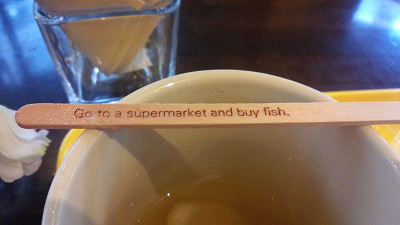 Go to a supermarket and buy fish.